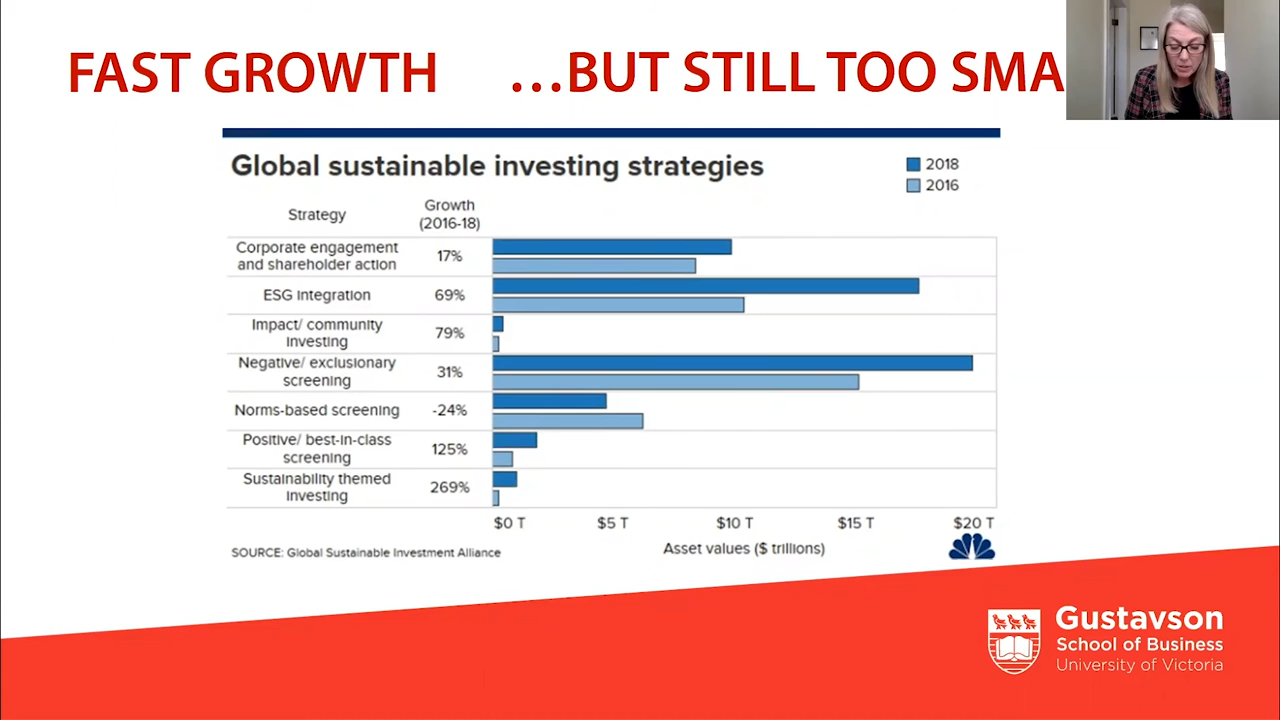 FAST GROWTH …BUT STILL TOO SMA
Global sustainable investing strategies
2018
2016
Strategy
Growth
(2016-18)
Corporate engagement
and shareholder action
17%
ESG integration
69%
Impact/ community
investing
79%
Negative/ exclusionary
screening
31%
Norms-based screening
-24%
Positive/ best-in-class
screening
125%
Sustainability themed
investing
269%
$0 T $5 T $10 T $15 T $20 T
Asset values ($ trillions)
SOURCE: Global Sustainable Investment Alliance
Gustavson
School of Business
University of Victoria